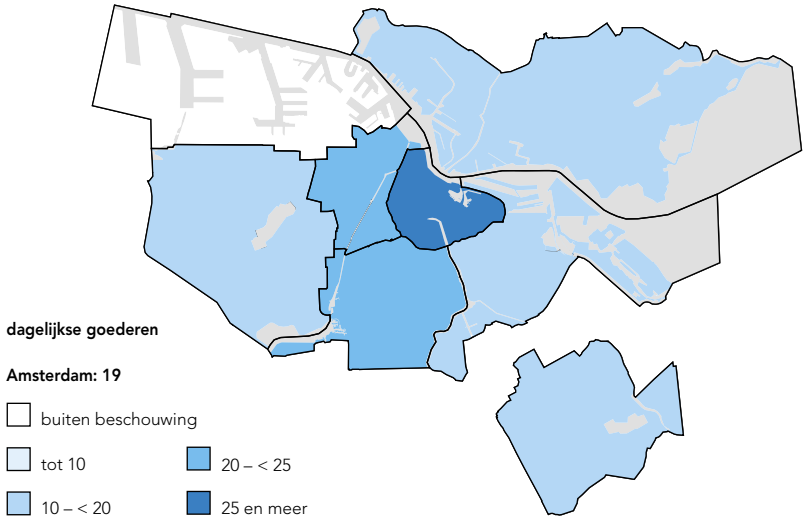 dagelijkse goederen
Amsterdam: 19
buiten beschouwing
tot 10
20 – < 25
10 – < 20
25 en meer